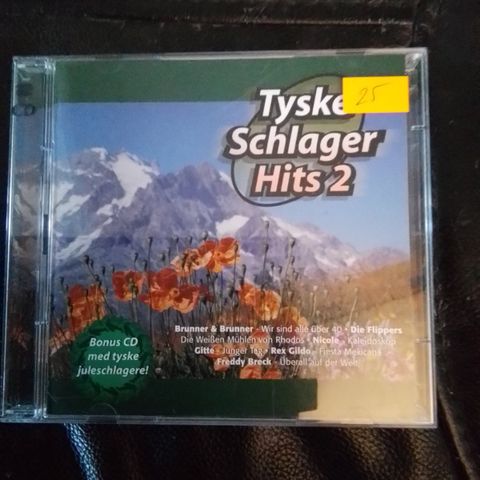 Tyske
Schlager
Hits 2
25
Brunner & Brunner - Wir sind alle über 40 • Die Flippers
Die Weißen Mühlen von Rhodos • Nicole - Kaleidoskop
Gitte - Junger Tag • Rex Gildo - Fiesta Mexicana
Freddy Breck - Überall auf der Welt
Bonus CD
med tyske
juleschlagere!